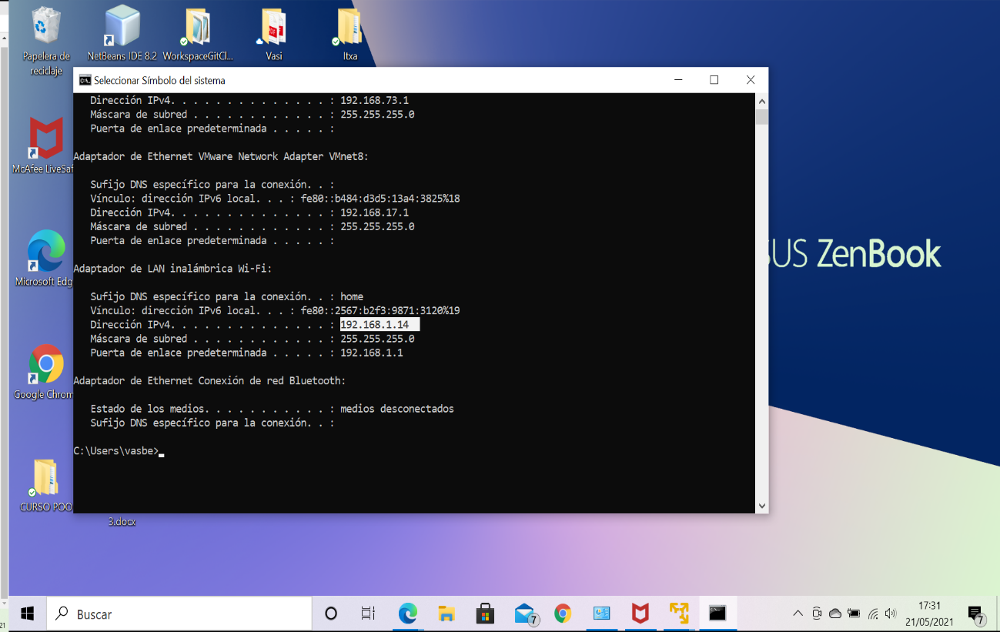 Papelera de
reciclaje
NetBeans IDE 8.2
WorkspaceGitCl...
Vasi
Itxa
McAfee LiveSaf
Microsoft Edg
Google Chrom
CURSO POO
3.docx
Seleccionar Símbolo del sistema
Dirección IPv4. . . . . . . . . . . . . . : 192.168.73.1
Máscara de subred . . . . . . . . . . . . : 255.255.255.0
Puerta de enlace predeterminada . . . . . :
Adaptador de Ethernet VMware Network Adapter VMnet8:
Sufijo DNS específico para la conexión. . :
Vínculo: dirección IPv6 local. . . : fe80::b484:d3d5:13a4:3825%18
Dirección IPv4. . . . . . . . . . . . . . : 192.168.17.1
Máscara de subred . . . . . . . . . . . . : 255.255.255.0
Puerta de enlace predeterminada . . . . . :
Adaptador de LAN inalámbrica Wi-Fi:
Sufijo DNS específico para la conexión. . : home
Vínculo: dirección IPv6 local. . . : fe80::2567:b2f3:9871:3120%19
Dirección IPv4. . . . . . . . . . . . . . : 192.168.1.14
Máscara de subred . . . . . . . . . . . . : 255.255.255.0
Puerta de enlace predeterminada . . . . . : 192.168.1.1
Adaptador de Ethernet Conexión de red Bluetooth:
Estado de los medios. . . . . . . . . . . : medios desconectados
Sufijo DNS específico para la conexión. . :
C:\Users\vasbe>
SUS ZenBook
Buscar
7
17:31
21/05/2021
7
21